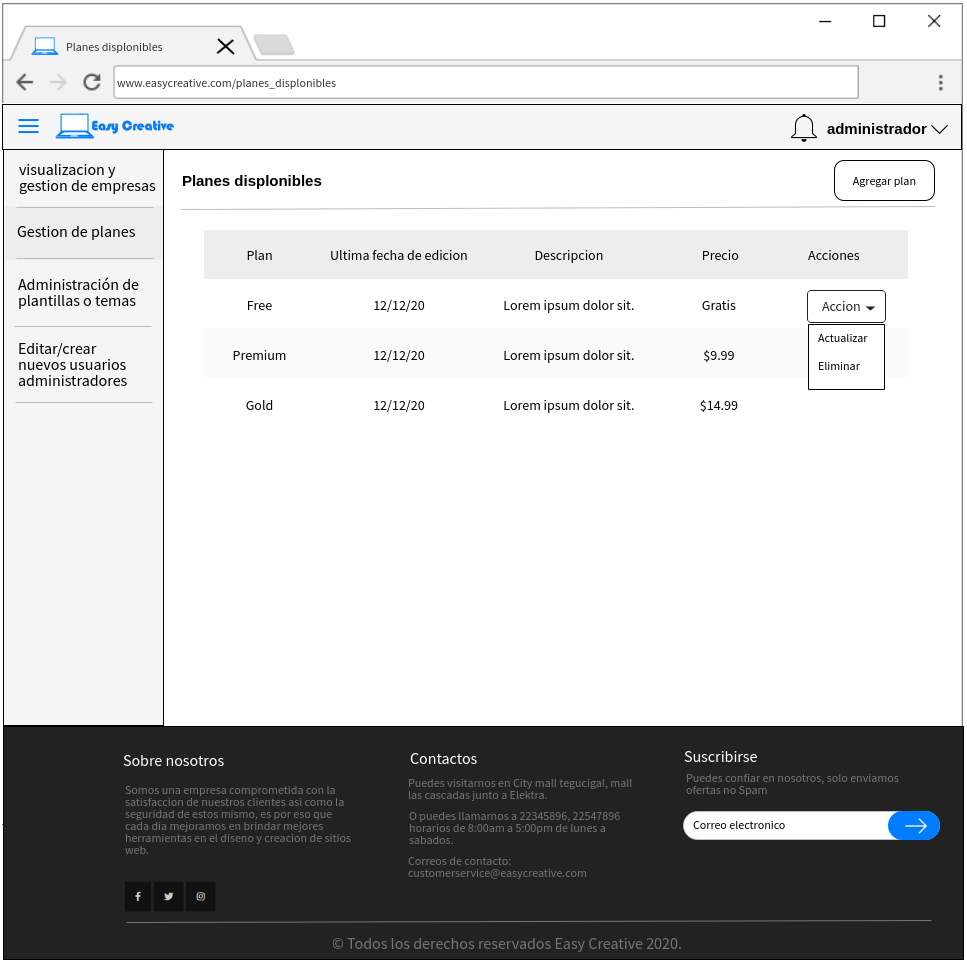 Planes displonibles
www.easycreative.com/planes_displonibles
Easy Creative
administrador
visualizacion y
gestion de empresas
Gestion de planes
Administración de
plantillas o temas
Editar/crear
nuevos usuarios
administradores
Planes displonibles
Agregar plan
Plan Ultima fecha de edicion Descripcion Precio Acciones
Free 12/12/20 Lorem ipsum dolor sit. Gratis Accion
Actualizar
Eliminar
Premium 12/12/20 Lorem ipsum dolor sit. $9.99
Gold 12/12/20 Lorem ipsum dolor sit. $14.99
Sobre nosotros
Somos una empresa comprometida con la
satisfaccion de nuestros clientes asi como la
seguridad de estos mismo, es por eso que
cada dia mejoramos en brindar mejores
herramientas en el diseno y creacion de sitios
web.
Contactos
Puedes visitarnos en City mall tegucigal, mall
las cascadas junto a Elektra.
O puedes llamarnos a 22345896, 22547896
horarios de 8:00am a 5:00pm de lunes a
sabados.
Correos de contacto:
customerservice@easycreative.com
Suscribirse
Puedes confiar en nosotros, solo enviamos
ofertas no Spam
Correo electronico
© Todos los derechos reservados Easy Creative 2020.